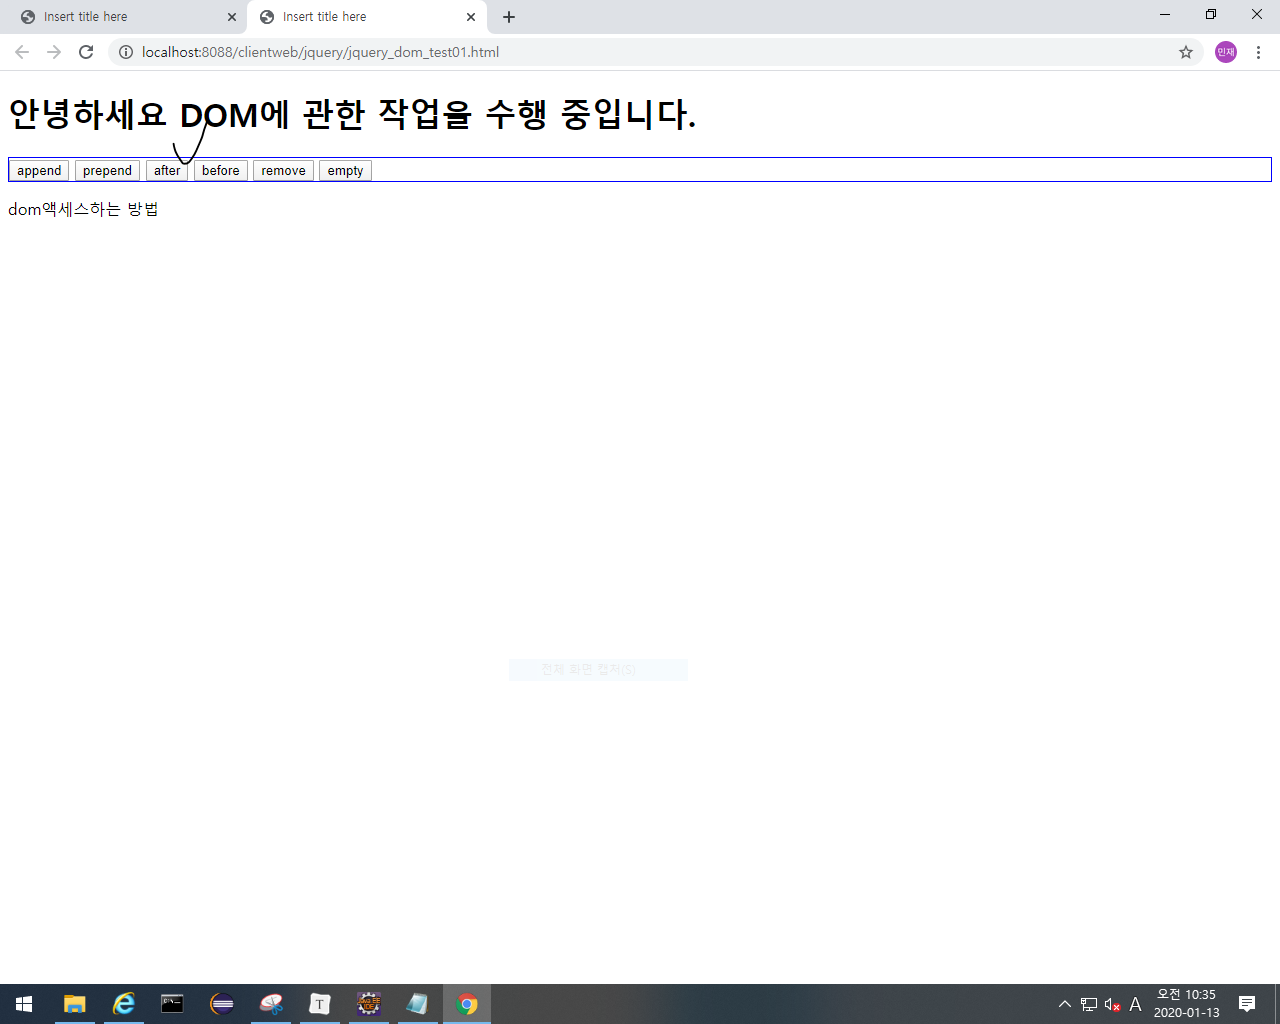 Insert title here
Insert title here
localhost:8088/clientweb/jquery/jquery_dom_test01.html
민재
안녕하세요 DOM에 관한 작업을 수행 중입니다.
append prepend after before remove empty
dom액세스하는 방법
전체 화면 캡처(S)
T
A
오전 10:35
2020-01-13